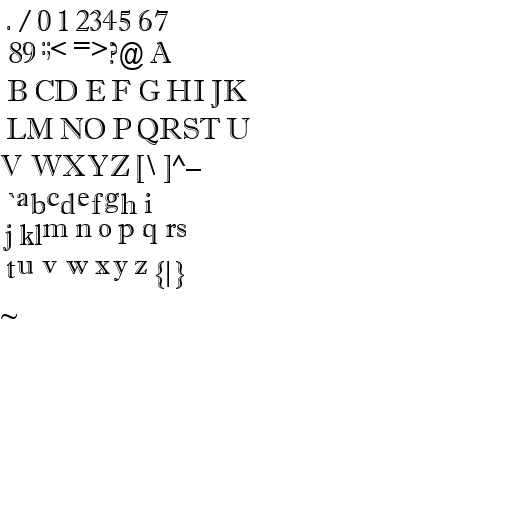 . / 0 1 2345 67
89 :;< =>?@ A
B CD E F G HI JK
LM NO P QRST U
V WXYZ [\ ]^_
`abcdefgh i
j klm n o p q rs
tu v w xy z {|}
~